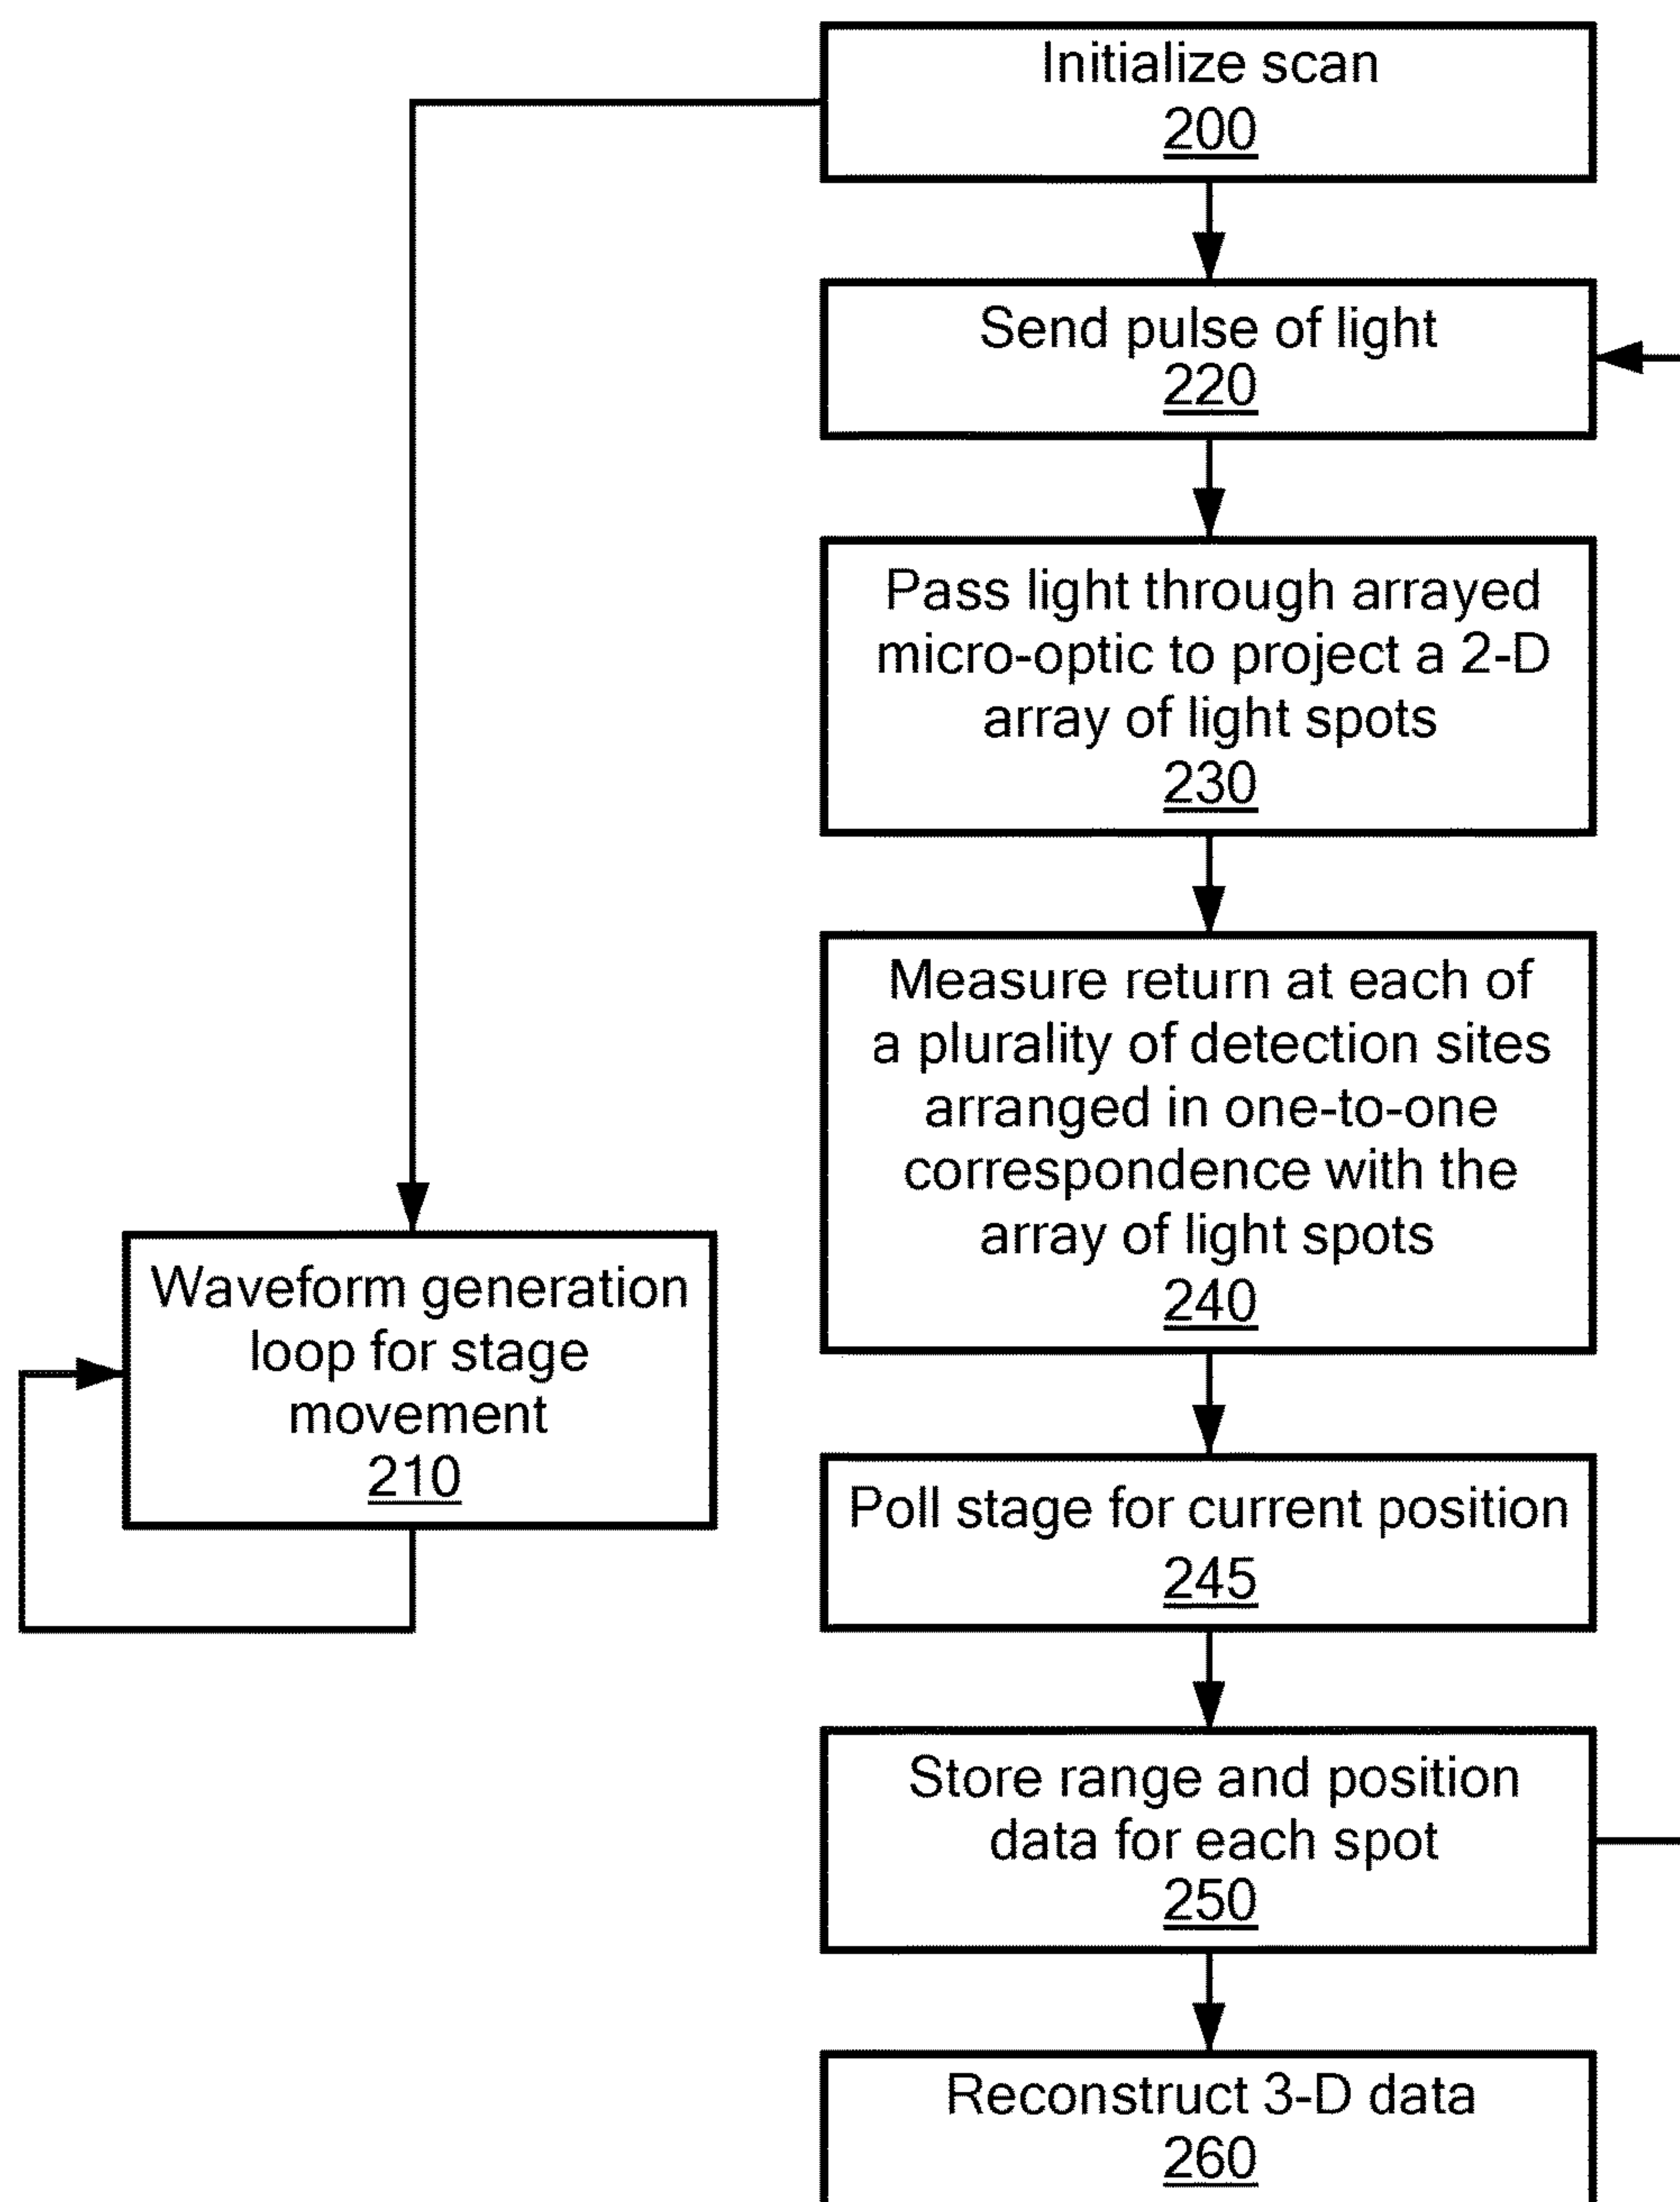 Initialize scan
200
Send pulse of light
220
Pass light through arrayed
micro-optic to project a 2-D
array of light spots
230
Measure return at each of
a plurality of detection sites
arranged in one-to-one
correspondence with the
array of light spots
240
Waveform generation
loop for stage
movement
210
Poll stage for current position
245
Store range and position
data for each spot
250
Reconstruct 3-D data
260